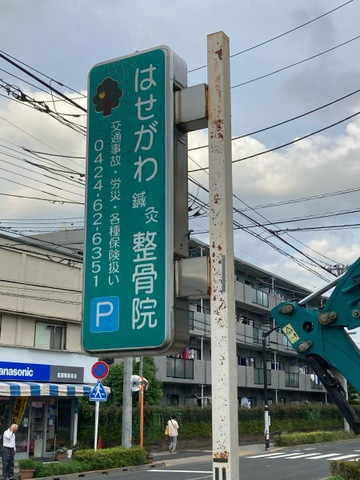 はせがわ
鍼灸
整骨院
交通事故・労災・各種保険扱い
0424-62-6351
P
Panasonic